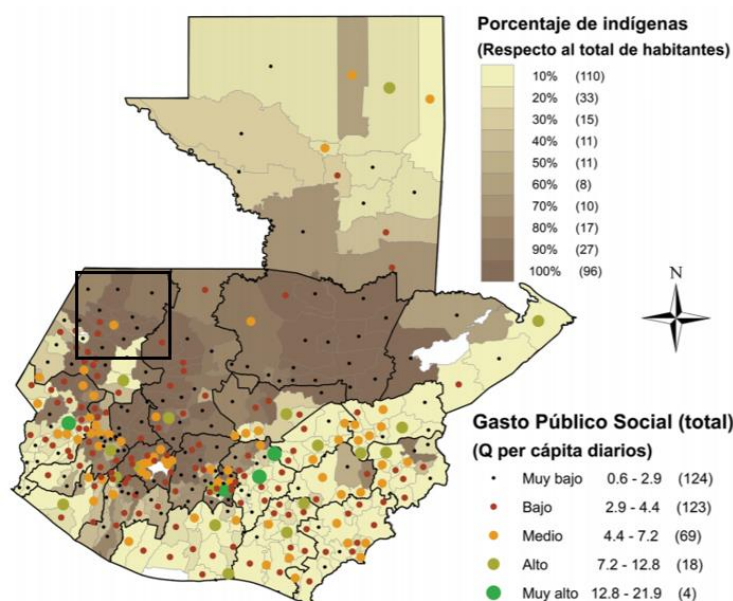 Porcentaje de indígenas
(Respecto al total de habitantes)
10% (110)
20% (33)
30% (15)
40% (11)
50% (11)
60% (8)
70% (10)
80% (17)
90% (27)
100% (96)
N
Gasto Público Social (total)
(Q per cápita diarios)
Muy bajo 0.6 - 2.9 (124)
Bajo 2.9 - 4.4 (123)
Medio 4.4 - 7.2 (69)
Alto 7.2 - 12.8 (18)
Muy alto 12.8 - 21.9 (4)